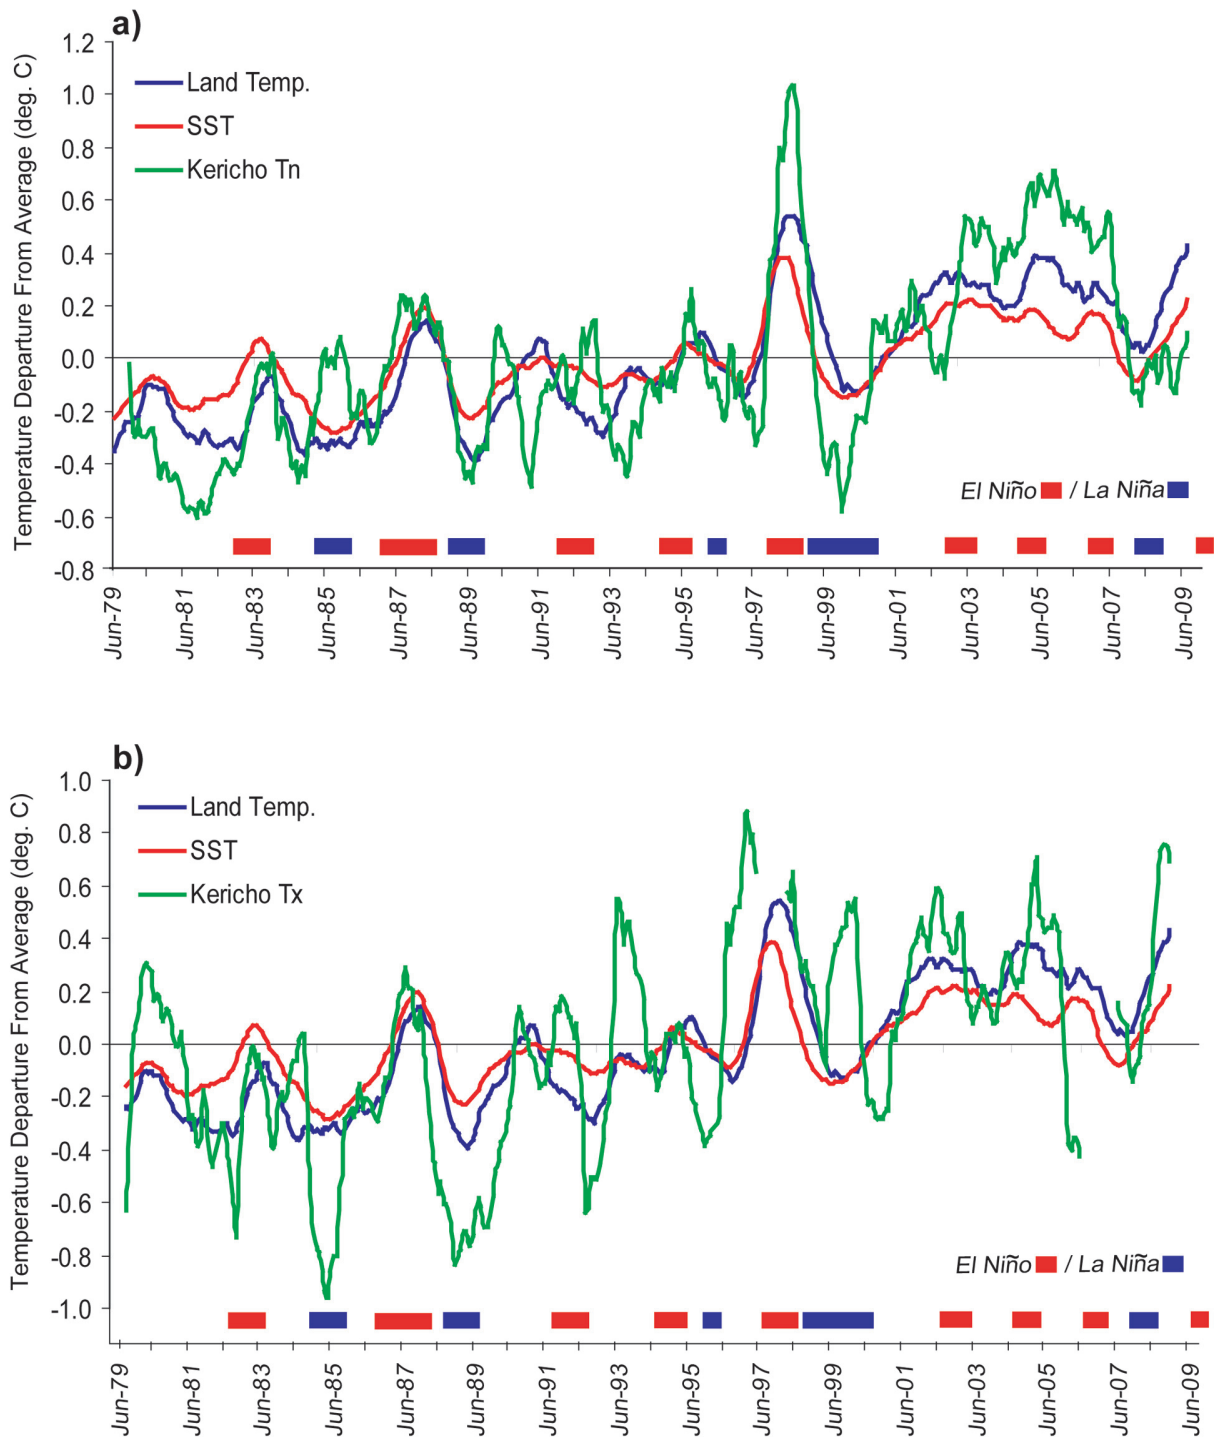 a)
Temperature Departure From Average (deg. C)
1.2
1.0
0.8
0.6
0.4
0.2
0.0
-0.2
-0.4
-0.6
-0.8
Land Temp.
SST
Kericho Tn
El Niño / La Niña
Jun-79
Jun-81
Jun-83
Jun-85
Jun-87
Jun-89
Jun-91
Jun-93
Jun-95
Jun-97
Jun-99
Jun-01
Jun-03
Jun-05
Jun-07
Jun-09
b)
Temperature Departure From Average (deg. C)
1.0
0.8
0.6
0.4
0.2
0.0
-0.2
-0.4
-0.6
-0.8
-1.0
Land Temp.
SST
Kericho Tx
El Niño / La Niña
Jun-79
Jun-81
Jun-83
Jun-85
Jun-87
Jun-89
Jun-91
Jun-93
Jun-95
Jun-97
Jun-99
Jun-01
Jun-03
Jun-05
Jun-07
Jun-09